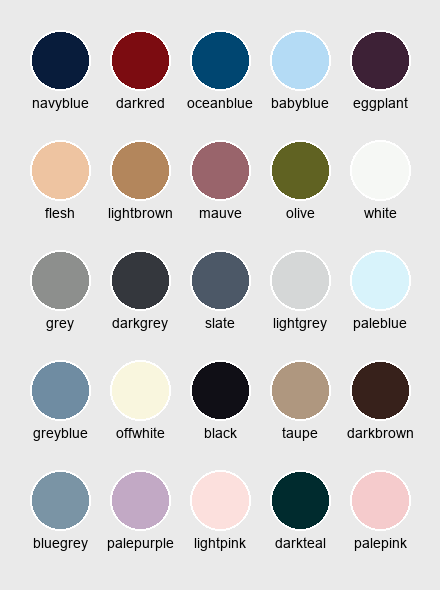 navyblue darkred oceanblue babyblue eggplant
flesh lightbrown mauve olive white
grey darkgrey slate lightgrey paleblue
greyblue offwhite black taupe darkbrown
bluegrey palepurple lightpink darkteal palepink